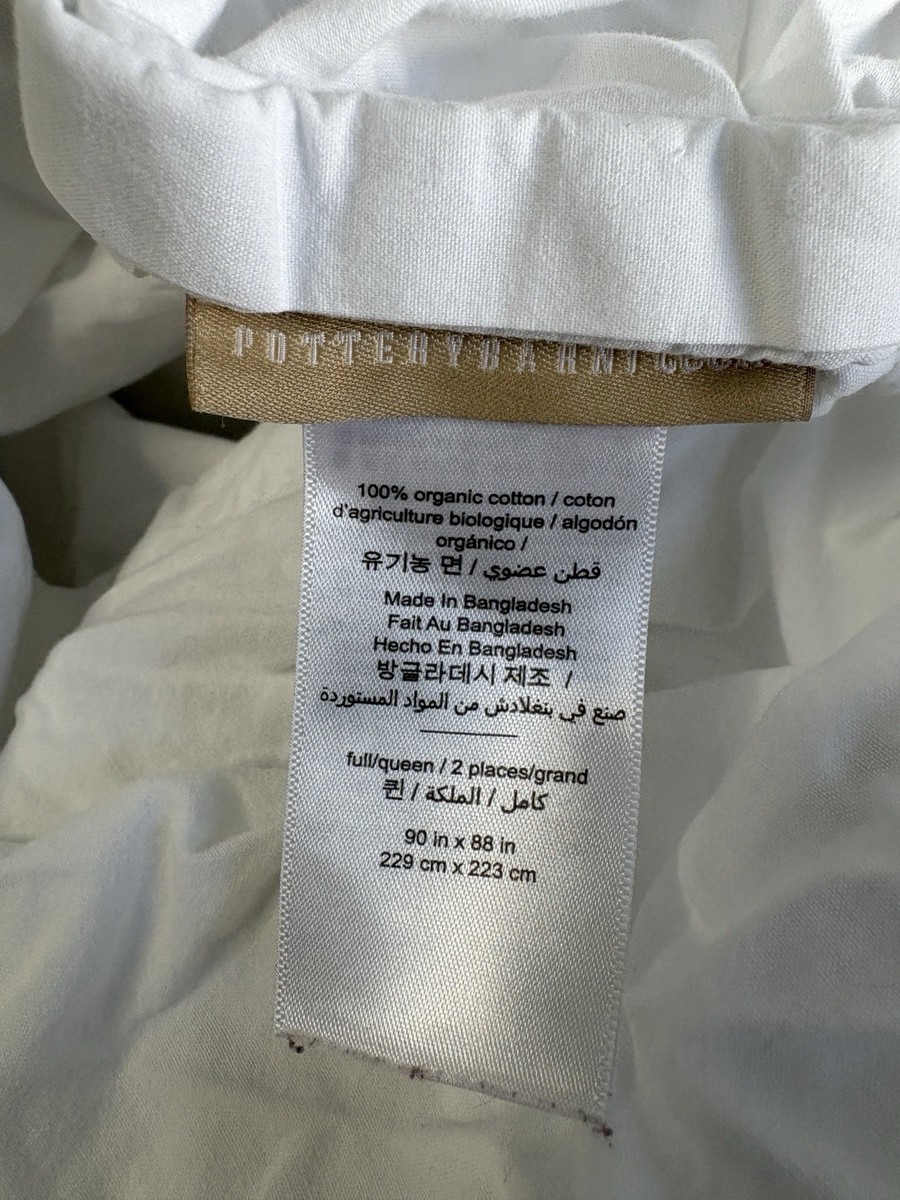 POTTERYBARN
100% organic cotton / coton
d'agriculture biologique / algodón
orgánico /
유기농 면 / قطن عضوي
Made In Bangladesh
Fait Au Bangladesh
Hecho En Bangladesh
방글라데시 제조 /
صنع في بنغلادش من المواد المستوردة
full/queen / 2 places/grand
퀸 / كامل / الملكة
90 in x 88 in
229 cm x 223 cm